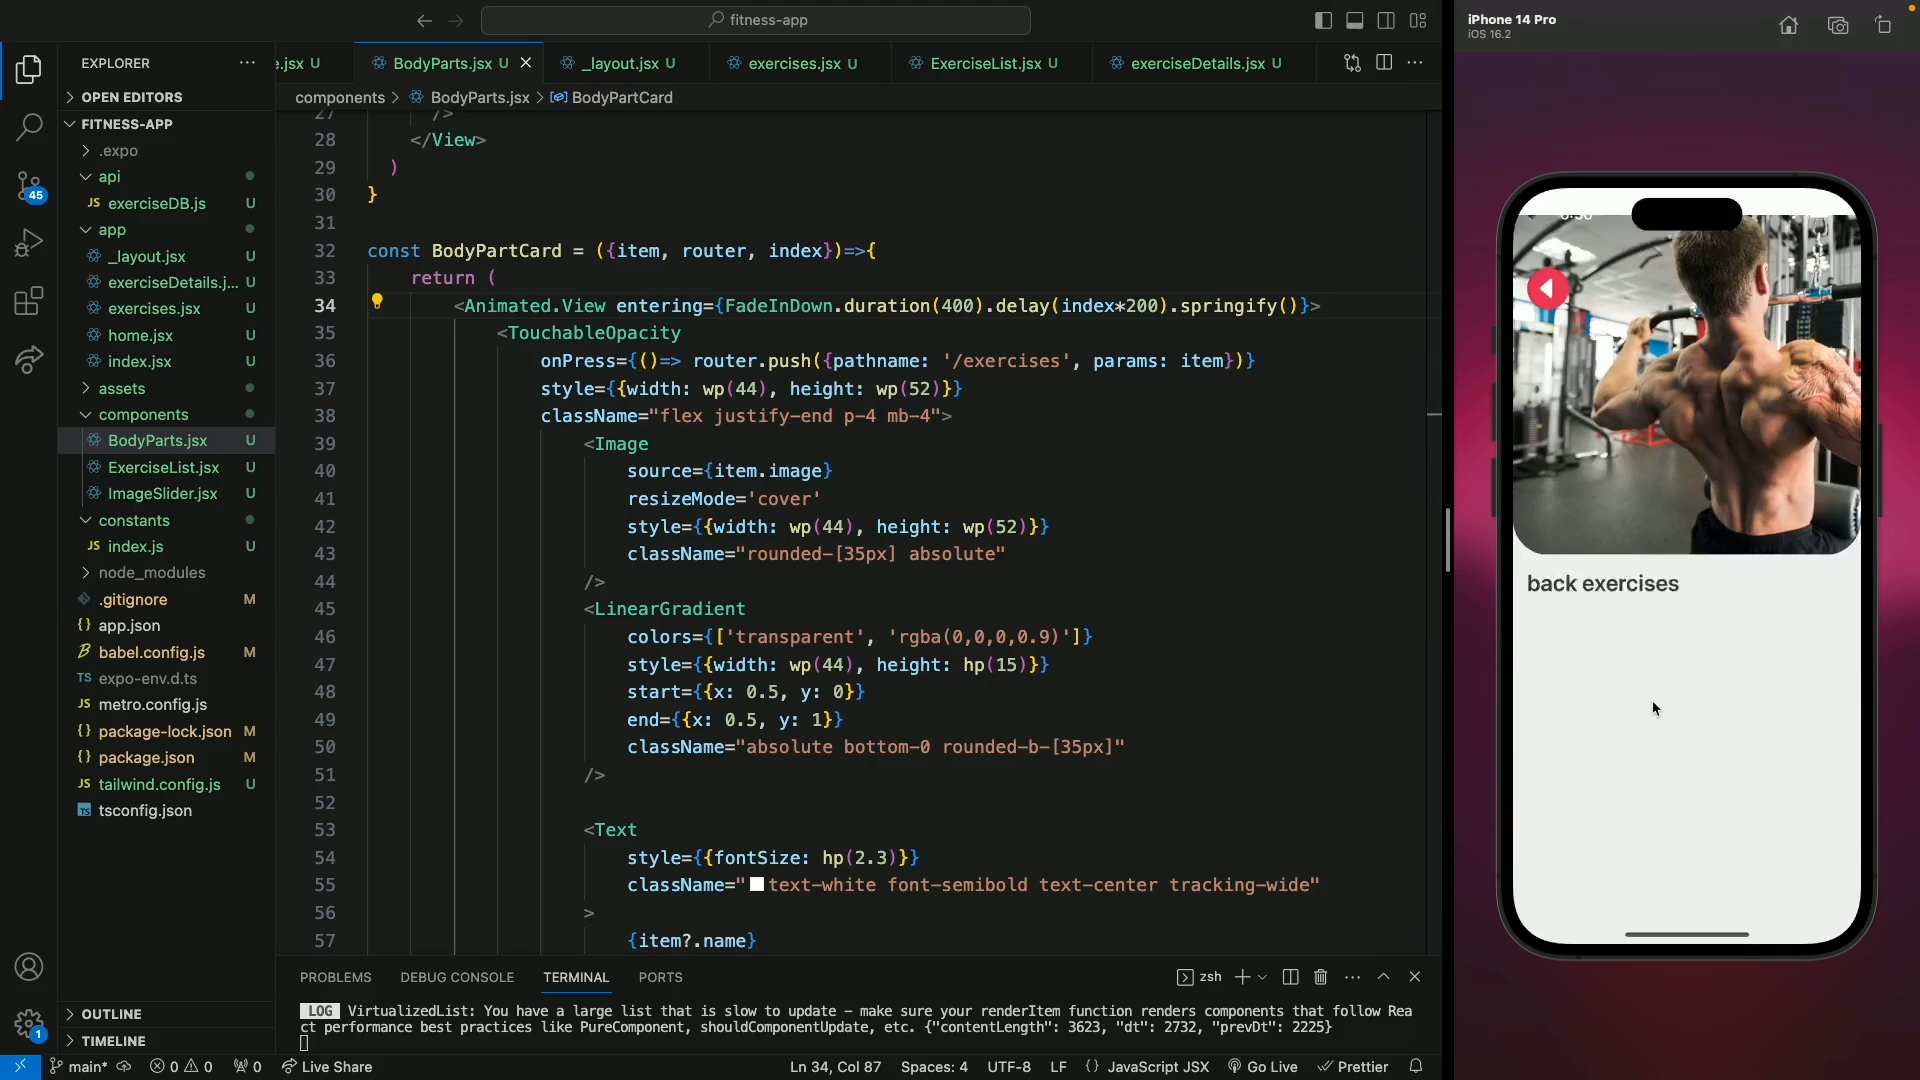 fitness-app
iPhone 14 Pro
iOS 16.2
EXPLORER
e.jsx U
BodyParts.jsx U
_layout.jsx U
exercises.jsx U
ExerciseList.jsx U
exerciseDetails.jsx U
components > BodyParts.jsx > BodyPartCard
OPEN EDITORS
FITNESS-APP
.expo
api
JS exerciseDB.js U
app
_layout.jsx U
exerciseDetails.j... U
exercises.jsx U
home.jsx U
index.jsx U
assets
components
BodyParts.jsx U
ExerciseList.jsx U
ImageSlider.jsx U
constants
JS index.js U
node_modules
.gitignore M
{} app.json
babel.config.js M
TS expo-env.d.ts
JS metro.config.js
{} package-lock.json M
{} package.json M
JS tailwind.config.js U
TS tsconfig.json
OUTLINE
TIMELINE
45
1
27 />
28 </View>
29 )
30 }
31
32 const BodyPartCard = ({item, router, index})=>{
33 return (
34 <Animated.View entering={FadeInDown.duration(400).delay(index*200).springify()}>
35 <TouchableOpacity
36 onPress={()=> router.push({pathname: '/exercises', params: item})}
37 style={{width: wp(44), height: wp(52)}}
38 className="flex justify-end p-4 mb-4">
39 <Image
40 source={item.image}
41 resizeMode='cover'
42 style={{width: wp(44), height: wp(52)}}
43 className="rounded-[35px] absolute"
44 />
45 <LinearGradient
46 colors={['transparent', 'rgba(0,0,0,0.9)']}
47 style={{width: wp(44), height: hp(15)}}
48 start={{x: 0.5, y: 0}}
49 end={{x: 0.5, y: 1}}
50 className="absolute bottom-0 rounded-b-[35px]"
51 />
52
53 <Text
54 style={{fontSize: hp(2.3)}}
55 className="text-white font-semibold text-center tracking-wide"
56 >
57 {item?.name}
back exercises
PROBLEMS DEBUG CONSOLE TERMINAL PORTS
zsh
LOG VirtualizedList: You have a large list that is slow to update - make sure your renderItem function renders components that follow Rea
ct performance best practices like PureComponent, shouldComponentUpdate, etc. {"contentLength": 3623, "dt": 2732, "prevDt": 2225}
main* 0 0 0 Live Share
Ln 34, Col 87 Spaces: 4 UTF-8 LF {} JavaScript JSX Go Live Prettier